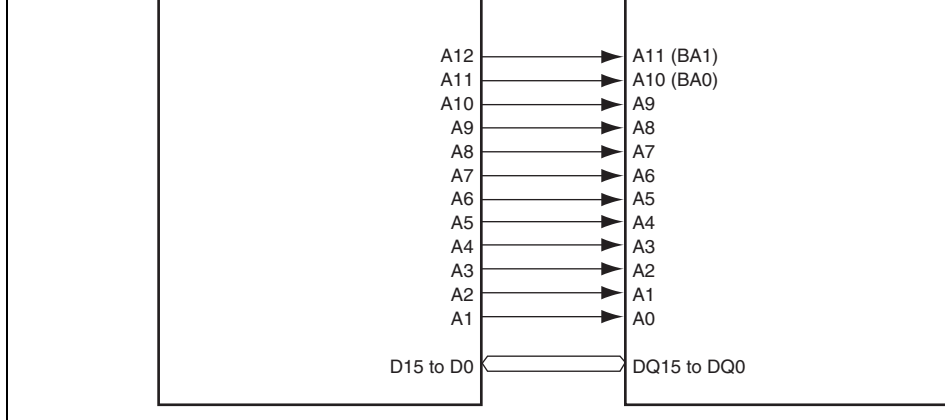 A12 A11 (BA1)
A11 A10 (BA0)
A10 A9
A9 A8
A8 A7
A7 A6
A6 A5
A5 A4
A4 A3
A3 A2
A2 A1
A1 A0
D15 to D0 DQ15 to DQ0